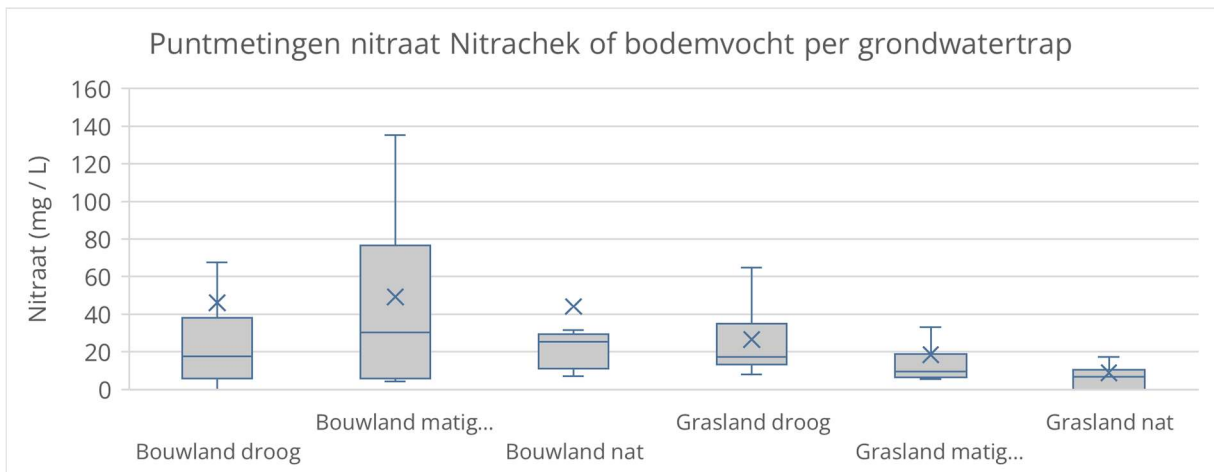 Puntmetingen nitraat Nitrachek of bodemvocht per grondwatertrap
Nitraat (mg / L)
160
140
120
100
80
60
40
20
0
Bouwland droog
Bouwland matig...
Bouwland nat
Grasland droog
Grasland matig...
Grasland nat